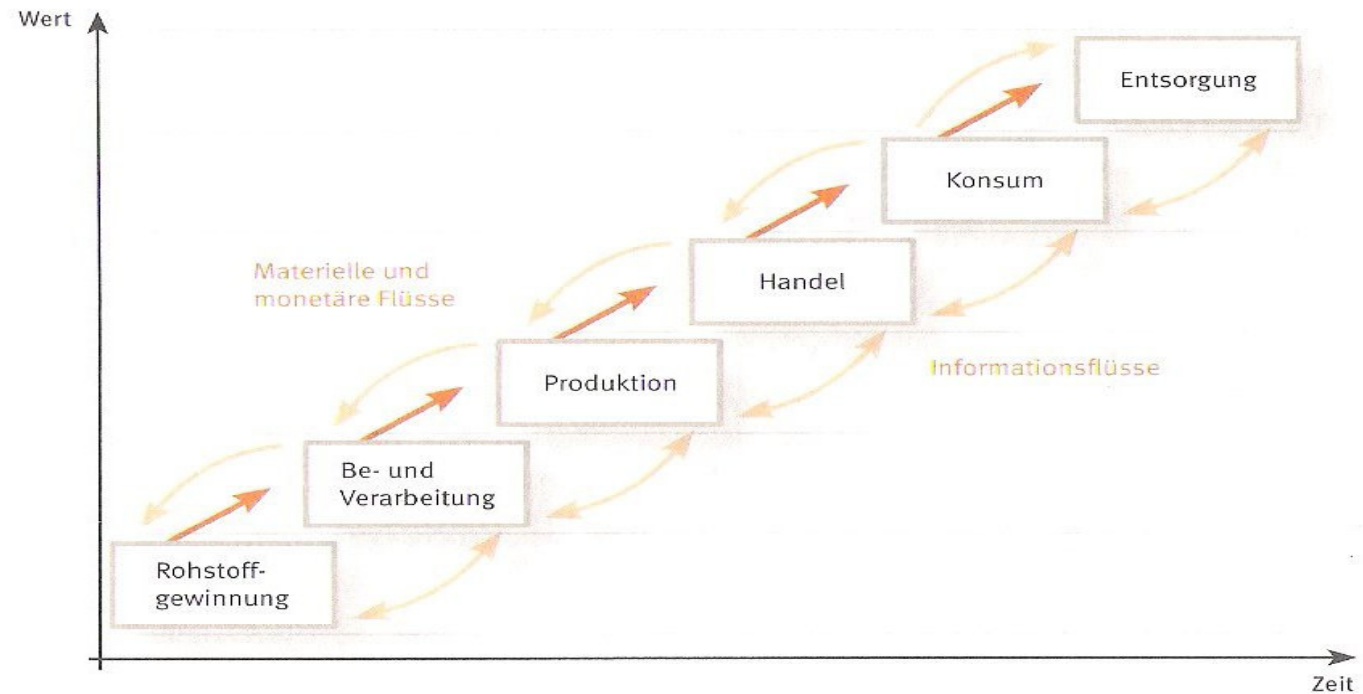 Wert
Entsorgung
Konsum
Handel
Materielle und
monetäre Flüsse
Informationsflüsse
Produktion
Be- und
Verarbeitung
Rohstoff-
gewinnung
Zeit